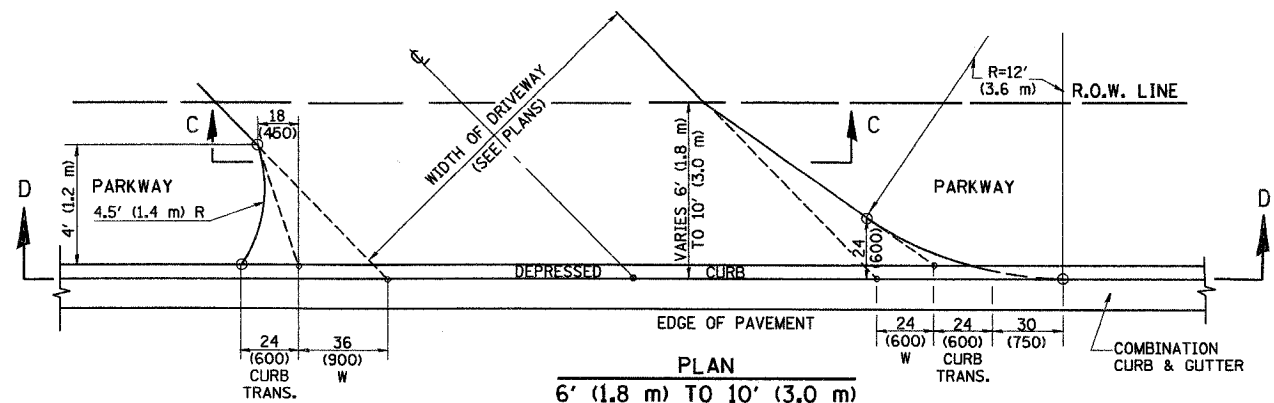 ℄
WIDTH OF DRIVEWAY
(SEE PLANS)
R=12'
(3.6 m)
R.O.W. LINE
18
(450)
C
C
4' (1.2 m)
PARKWAY
4.5' (1.4 m) R
VARIES 6' (1.8 m)
TO 10' (3.0 m)
PARKWAY
D
D
24
(600)
DEPRESSED CURB
EDGE OF PAVEMENT
24
(600)
CURB
TRANS.
36
(900)
W
24
(600)
W
24
(600)
CURB
TRANS.
30
(750)
COMBINATION
CURB & GUTTER
PLAN
6' (1.8 m) TO 10' (3.0 m)